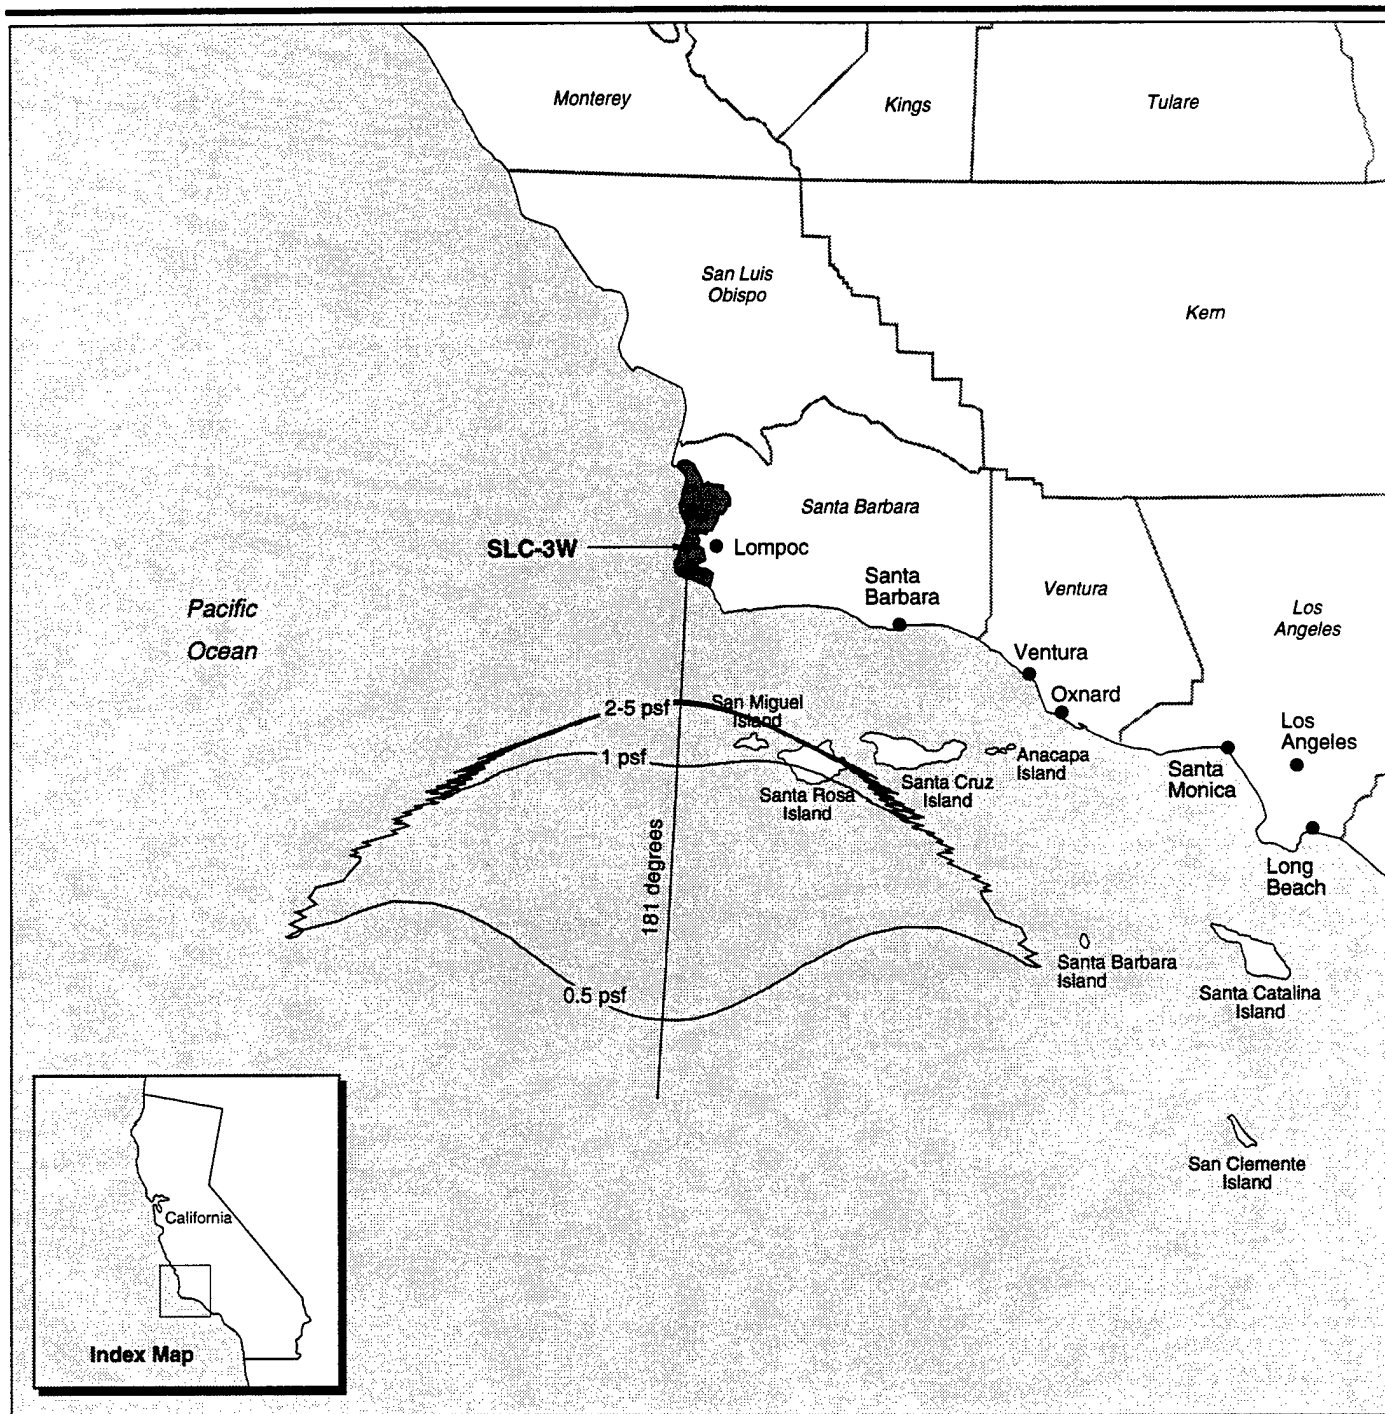 Monterey
Kings
Tulare
San Luis
Obispo
Kern
Santa Barbara
SLC-3W
Lompoc
Santa
Barbara
Ventura
Los
Angeles
Pacific
Ocean
Ventura
Oxnard
San Miguel
Island
2-5 psf
1 psf
Anacapa
Island
Santa Cruz
Island
Santa Rosa
Island
Los
Angeles
Santa
Monica
Long
Beach
181 degrees
0.5 psf
Santa Barbara
Island
Santa Catalina
Island
San Clemente
Island
California
Index Map